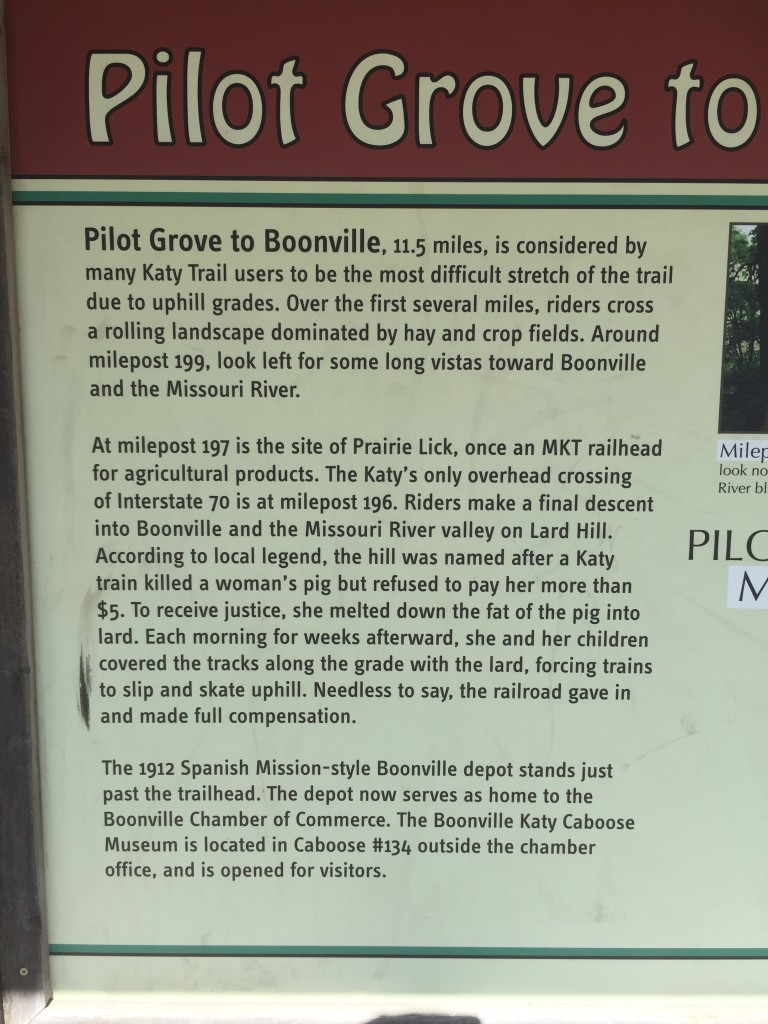 Pilot Grove to
Pilot Grove to Boonville, 11.5 miles, is considered by
many Katy Trail users to be the most difficult stretch of the trail
due to uphill grades. Over the first several miles, riders cross
a rolling landscape dominated by hay and crop fields. Around
milepost 199, look left for some long vistas toward Boonville
and the Missouri River.
At milepost 197 is the site of Prairie Lick, once an MKT railhead
for agricultural products. The Katy's only overhead crossing
of Interstate 70 is at milepost 196. Riders make a final descent
into Boonville and the Missouri River valley on Lard Hill.
According to local legend, the hill was named after a Katy
train killed a woman's pig but refused to pay her more than
$5. To receive justice, she melted down the fat of the pig into
lard. Each morning for weeks afterward, she and her children
covered the tracks along the grade with the lard, forcing trains
to slip and skate uphill. Needless to say, the railroad gave in
and made full compensation.
The 1912 Spanish Mission-style Boonville depot stands just
past the trailhead. The depot now serves as home to the
Boonville Chamber of Commerce. The Boonville Katy Caboose
Museum is located in Caboose #134 outside the chamber
office, and is opened for visitors.
Milep
look no
River bl
PILO
M